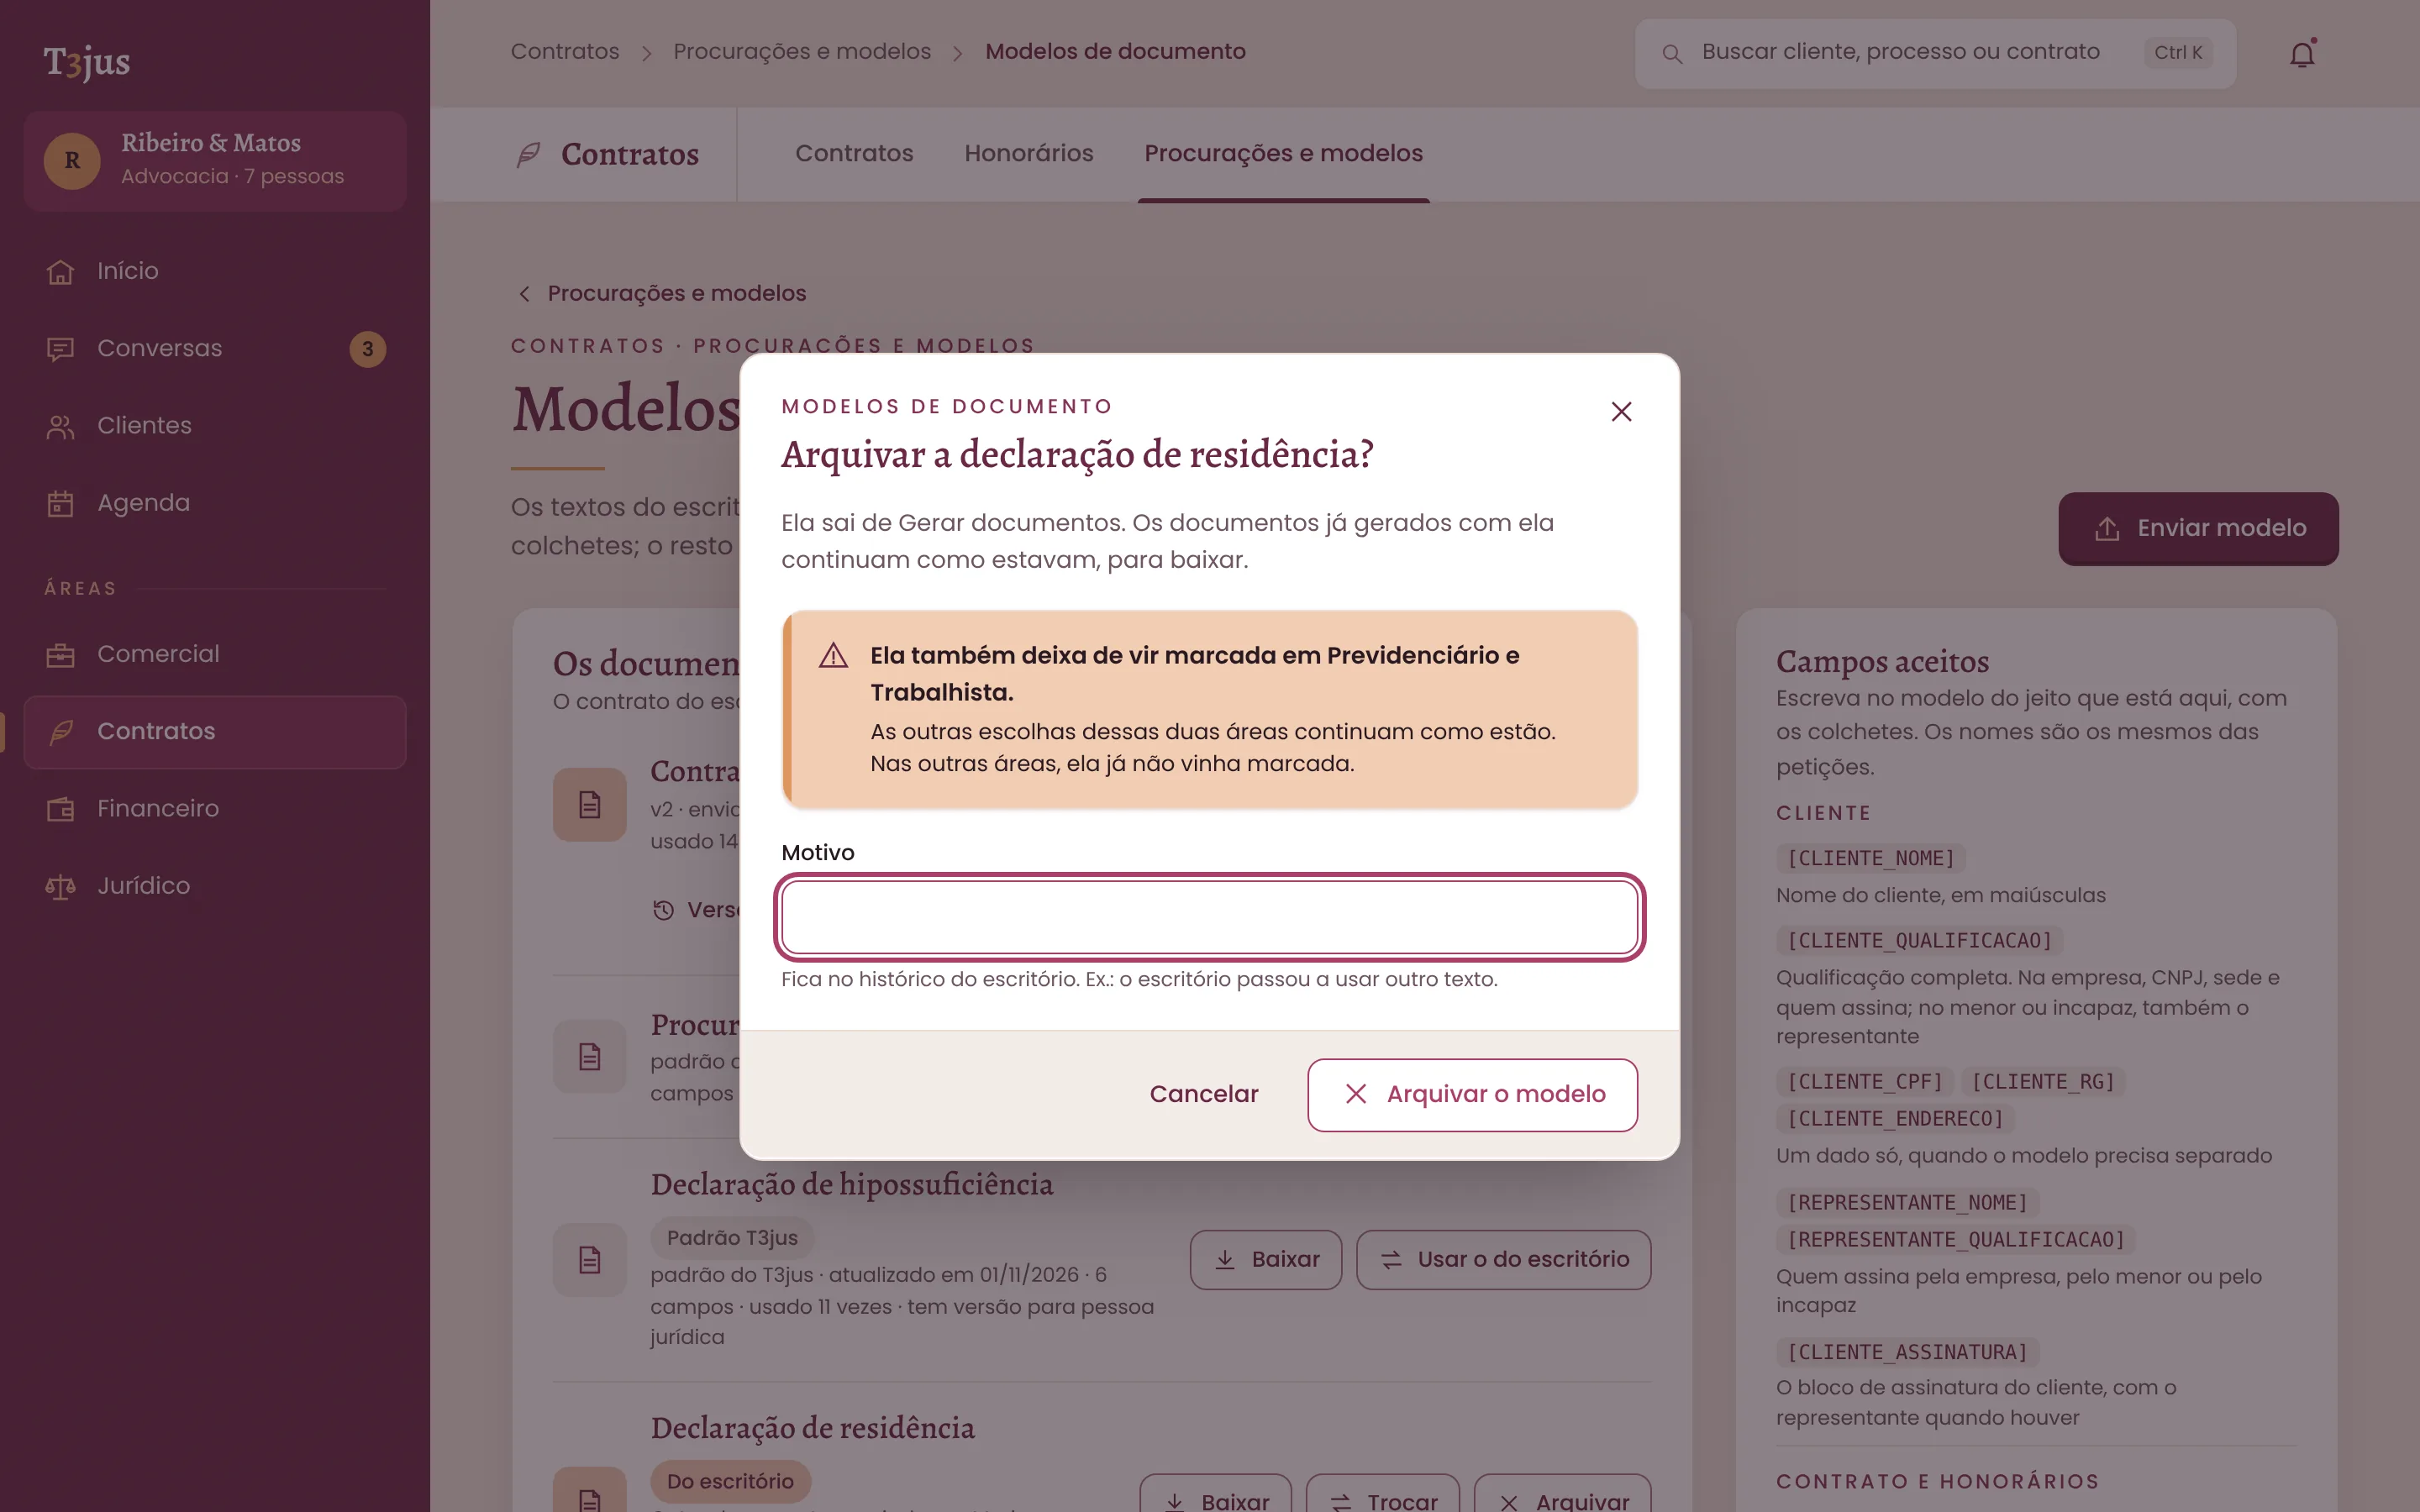 T3jus
R
Ribeiro & Matos
Advocacia · 7 pessoas
Início
Conversas
3
Clientes
Agenda
ÁREAS
Comercial
Contratos
Financeiro
Jurídico
Contratos
Procurações e modelos
Modelos de documento
Buscar cliente, processo ou contrato
Ctrl K
Contratos
Contratos
Honorários
Procurações e modelos
Procurações e modelos
CONTRATOS · PROCURAÇÕES E MODELOS
Modelos
Os textos do
colchetes; o resto
Enviar modelo
Os
O contrato do
v2 ·
usado 14
padrão
campos
MODELOS DE DOCUMENTO
Arquivar a declaração de residência?
Ela sai de Gerar documentos. Os documentos já gerados com ela
continuam como estavam, para baixar.
Ela também deixa de vir marcada em Previdenciário e
Trabalhista.
As outras escolhas dessas duas áreas continuam como estão.
Nas outras áreas, ela já não vinha marcada.
Motivo
Fica no histórico do escritório. Ex.: o escritório passou a usar outro texto.
Cancelar
Arquivar o modelo
Declaração de hipossuficiência
Padrão T3jus
padrão do T3jus · atualizado em 01/11/2026 · 6
campos · usado 11 vezes · tem versão para pessoa
jurídica
Baixar
Usar o do escritório
Declaração de residência
Do escritório
Baixar
Trocar
Arquivar
Campos aceitos
Escreva no modelo do jeito que está aqui, com
os colchetes. Os nomes são os mesmos das
petições.
CLIENTE
[CLIENTE_NOME]
Nome do cliente, em maiúsculas
[CLIENTE_QUALIFICACAO]
Qualificação completa. Na empresa, CNPJ, sede e
quem assina; no menor ou incapaz, também o
representante
[CLIENTE_CPF] [CLIENTE_RG]
[CLIENTE_ENDERECO]
Um dado só, quando o modelo precisa separado
[REPRESENTANTE_NOME]
[REPRESENTANTE_QUALIFICACAO]
Quem assina pela empresa, pelo menor ou pelo
incapaz
[CLIENTE_ASSINATURA]
O bloco de assinatura do cliente, com o
representante quando houver
CONTRATO E HONORÁRIOS